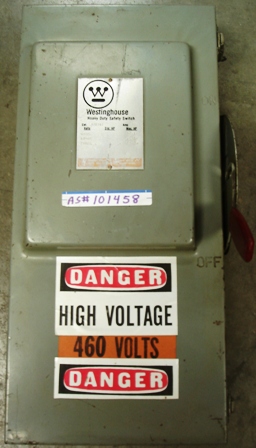 W
Westinghouse
Heavy Duty Safety Switch
AS# 101458
OFF
DANGER
HIGH VOLTAGE
460 VOLTS
DANGER